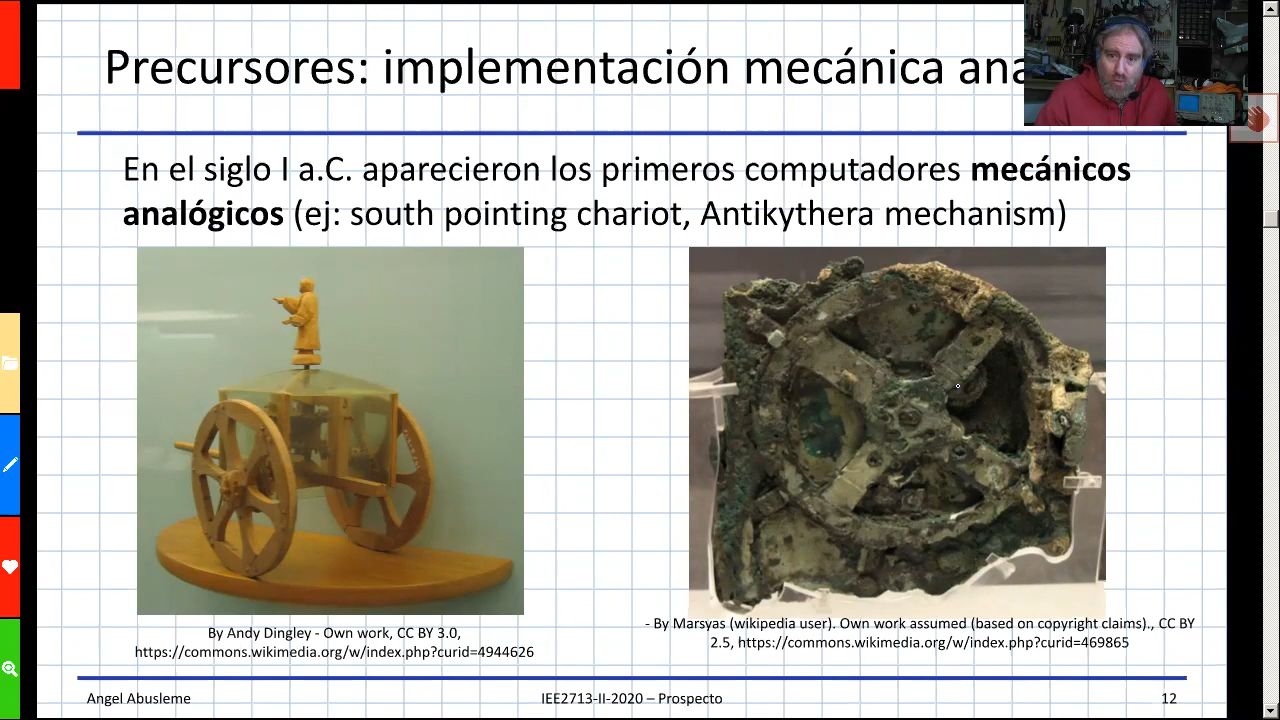 Precursores: implementación mecánica ana
En el siglo I a.C. aparecieron los primeros computadores mecánicos
analógicos (ej: south pointing chariot, Antikythera mechanism)
By Andy Dingley - Own work, CC BY 3.0,
https://commons.wikimedia.org/w/index.php?curid=4944626
- By Marsyas (wikipedia user). Own work assumed (based on copyright claims)., CC BY
2.5, https://commons.wikimedia.org/w/index.php?curid=469865
Angel Abusleme
IEE2713-II-2020 – Prospecto
12